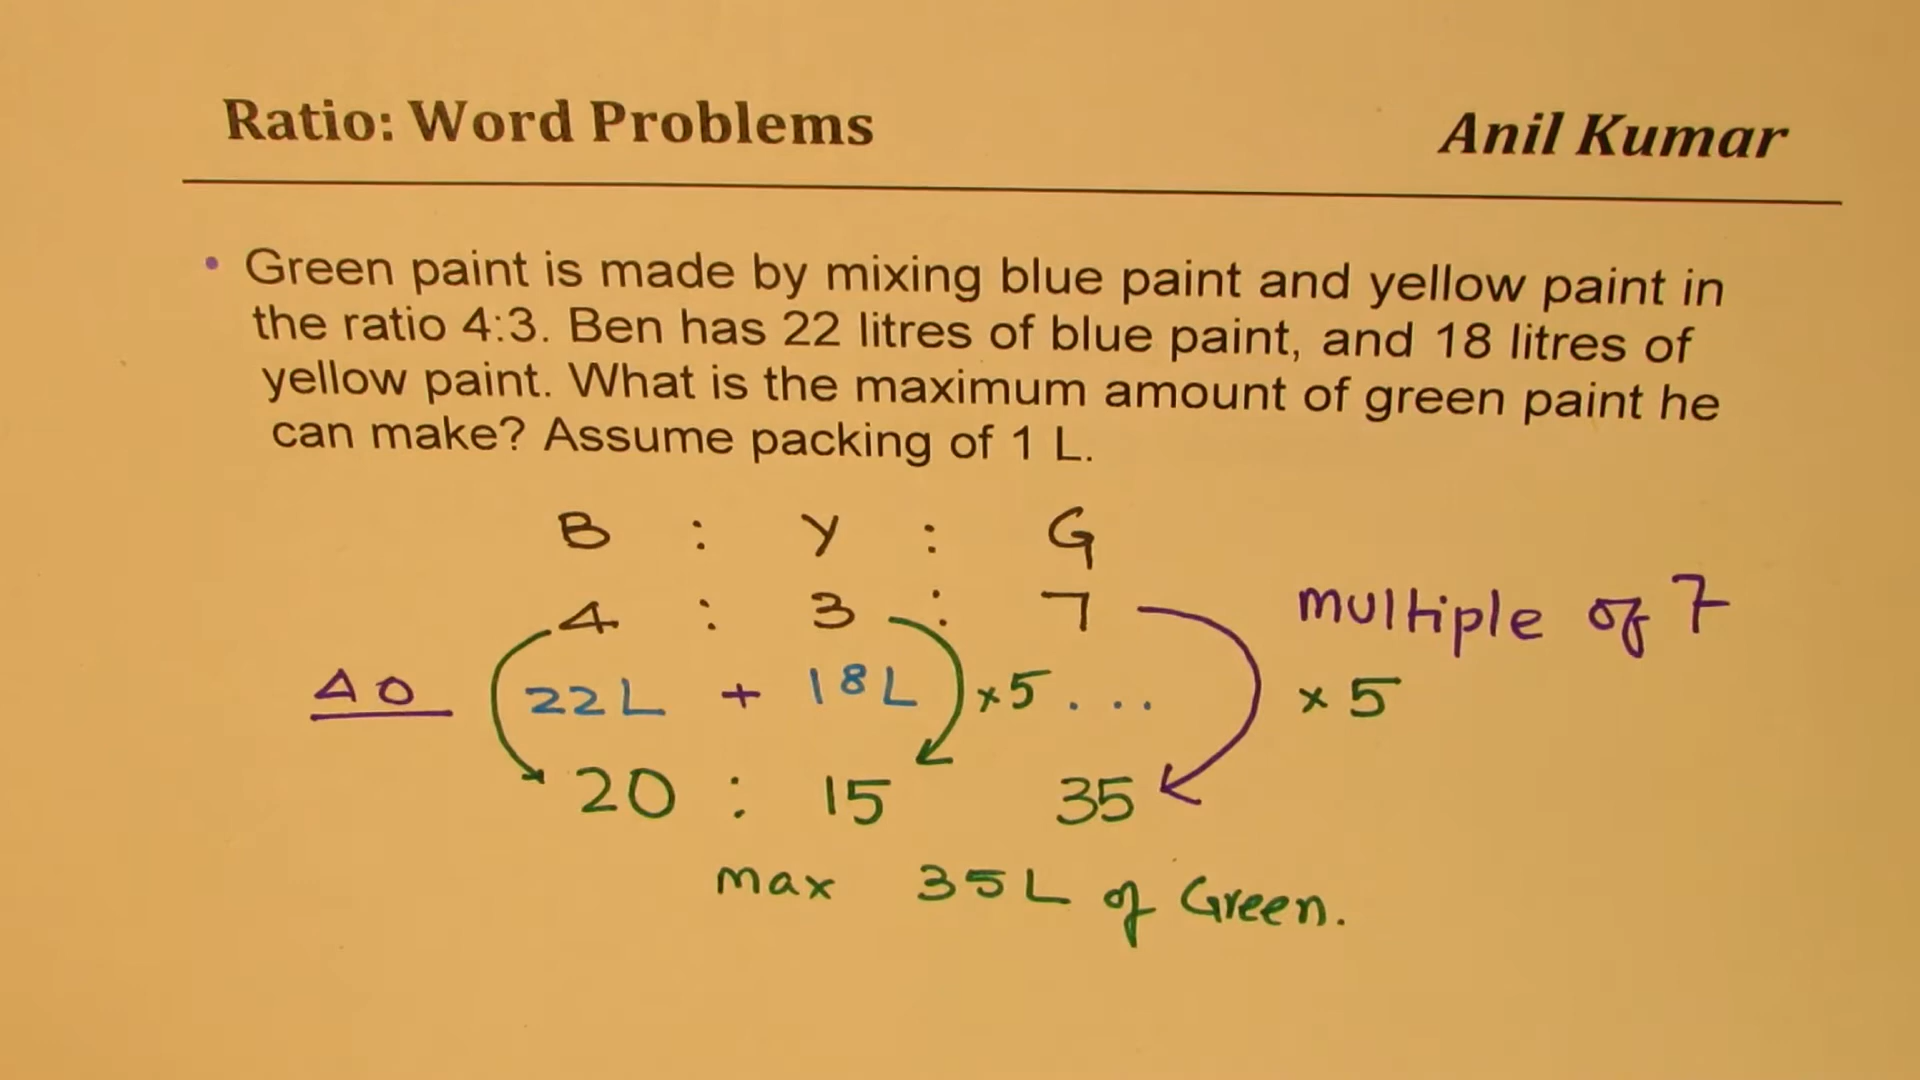 Ratio: Word Problems Anil Kumar
• Green paint is made by mixing blue paint and yellow paint in
the ratio 4:3. Ben has 22 litres of blue paint, and 18 litres of
yellow paint. What is the maximum amount of green paint he
can make? Assume packing of 1 L.
B : Y : G
4 : 3 : 7 multiple of 7
40 22L + 18L ×5 . . . × 5
20 : 15 35
max 35L of Green.